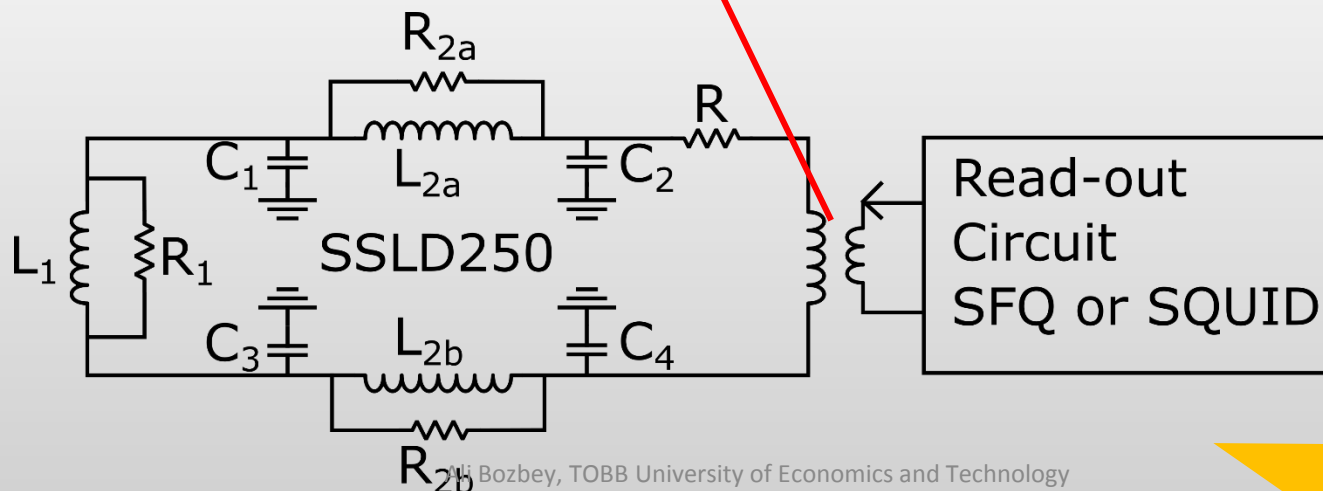 R2a
R
C1
L2a
C2
Read-out
Circuit
SFQ or SQUID
L1
R1
SSLD250
C3
L2b
C4
R2b
Ali Bozbey, TOBB University of Economics and Technology